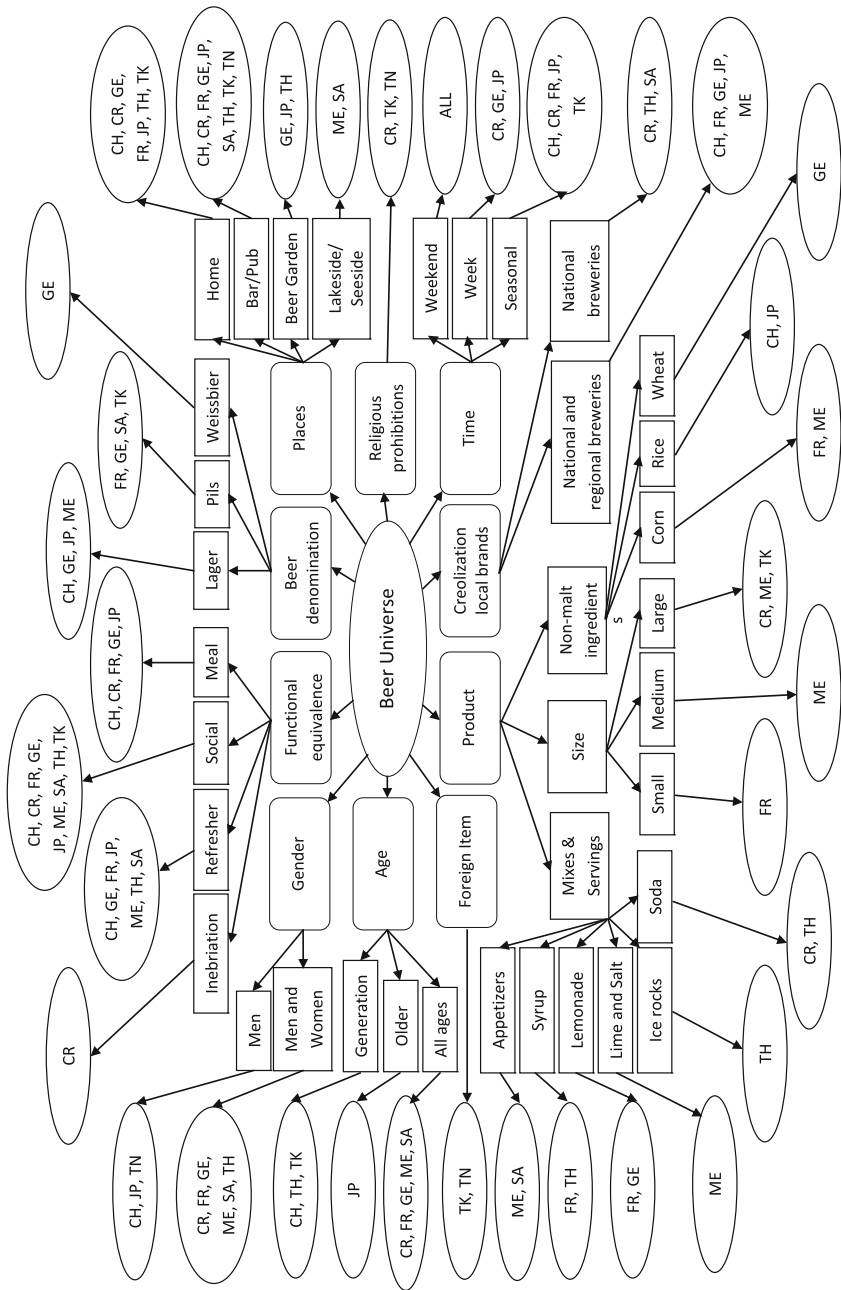 CR
CH, GE, FR, JP,
ME, TH, SA
CH, CR, FR, GE,
JP, ME, SA, TH, TK
CH, CR, FR, GE, JP
CH, GE, JP, ME
FR, GE, SA, TK
GE
Inebriation
Refresher
Social
Meal
Lager
Pils
Weissbier
CH, JP, TN
CR, FR, GE,
ME, SA, TH
Men
Men and
Women
Gender
Functional
equivalence
Beer
denomination
Places
Home
Bar/Pub
Beer Garden
Lakeside/
Seeside
CH, CR, GE,
FR, JP, TH, TK
CH, CR, FR, GE, JP,
SA, TH, TK, TN
GE, JP, TH
ME, SA
CH, TH, TK
JP
CR, FR, GE, ME, SA
Generation
Older
All ages
Age
Beer Universe
Religious
prohibitions
CR, TK, TN
TK, TN
Foreign Item
Product
Creolization
local brands
Time
Weekend
Week
Seasonal
ALL
CR, GE, JP
CH, CR, FR, JP,
TK
ME, SA
FR, TH
FR, GE
ME
Appetizers
Syrup
Lemonade
Lime and Salt
Ice rocks
Soda
Mixes &
Servings
Size
Non-malt
ingredient
s
National and
regional breweries
National
breweries
CR, TH, SA
CH, FR, GE, JP,
ME
Small
Medium
Large
Corn
Rice
Wheat
TH
CR, TH
FR
ME
CR, ME, TK
FR, ME
CH, JP
GE